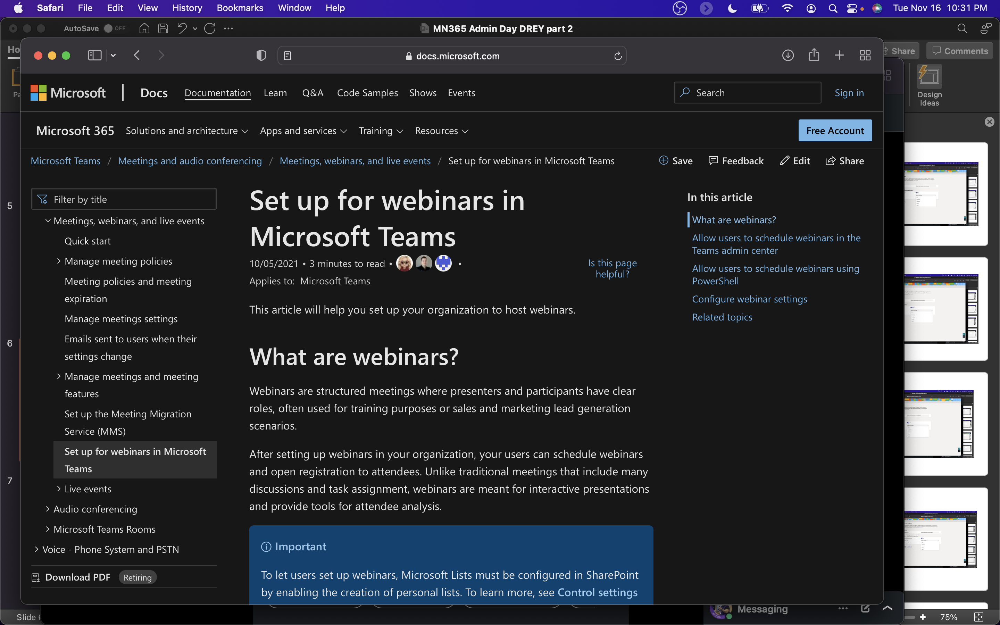 Safari File Edit View History Bookmarks Window Help Tue Nov 16 10:31 PM
AutoSave OFF MN365 Admin Day DREY part 2
Ho Share Comments
docs.microsoft.com
Pa
Design
Ideas
Microsoft Docs Documentation Learn Q&A Code Samples Shows Events Search Sign in
Microsoft 365 Solutions and architecture Apps and services Training Resources Free Account
Microsoft Teams / Meetings and audio conferencing / Meetings, webinars, and live events / Set up for webinars in Microsoft Teams Save Feedback Edit Share
5
6
7
Filter by title
Meetings, webinars, and live events
Quick start
Manage meeting policies
Meeting policies and meeting
expiration
Manage meetings settings
Emails sent to users when their
settings change
Manage meetings and meeting
features
Set up the Meeting Migration
Service (MMS)
Set up for webinars in Microsoft
Teams
Live events
Audio conferencing
Microsoft Teams Rooms
Voice - Phone System and PSTN
Download PDF Retiring
Set up for webinars in
Microsoft Teams
10/05/2021 • 3 minutes to read •  •
Is this page
helpful?
Applies to: Microsoft Teams
This article will help you set up your organization to host webinars.
What are webinars?
Webinars are structured meetings where presenters and participants have clear
roles, often used for training purposes or sales and marketing lead generation
scenarios.
After setting up webinars in your organization, your users can schedule webinars
and open registration to attendees. Unlike traditional meetings that include many
discussions and task assignment, webinars are meant for interactive presentations
and provide tools for attendee analysis.
Important
To let users set up webinars, Microsoft Lists must be configured in SharePoint
by enabling the creation of personal lists. To learn more, see Control settings
In this article
What are webinars?
Allow users to schedule webinars in the
Teams admin center
Allow users to schedule webinars using
PowerShell
Configure webinar settings
Related topics
Messaging
Slide 75%